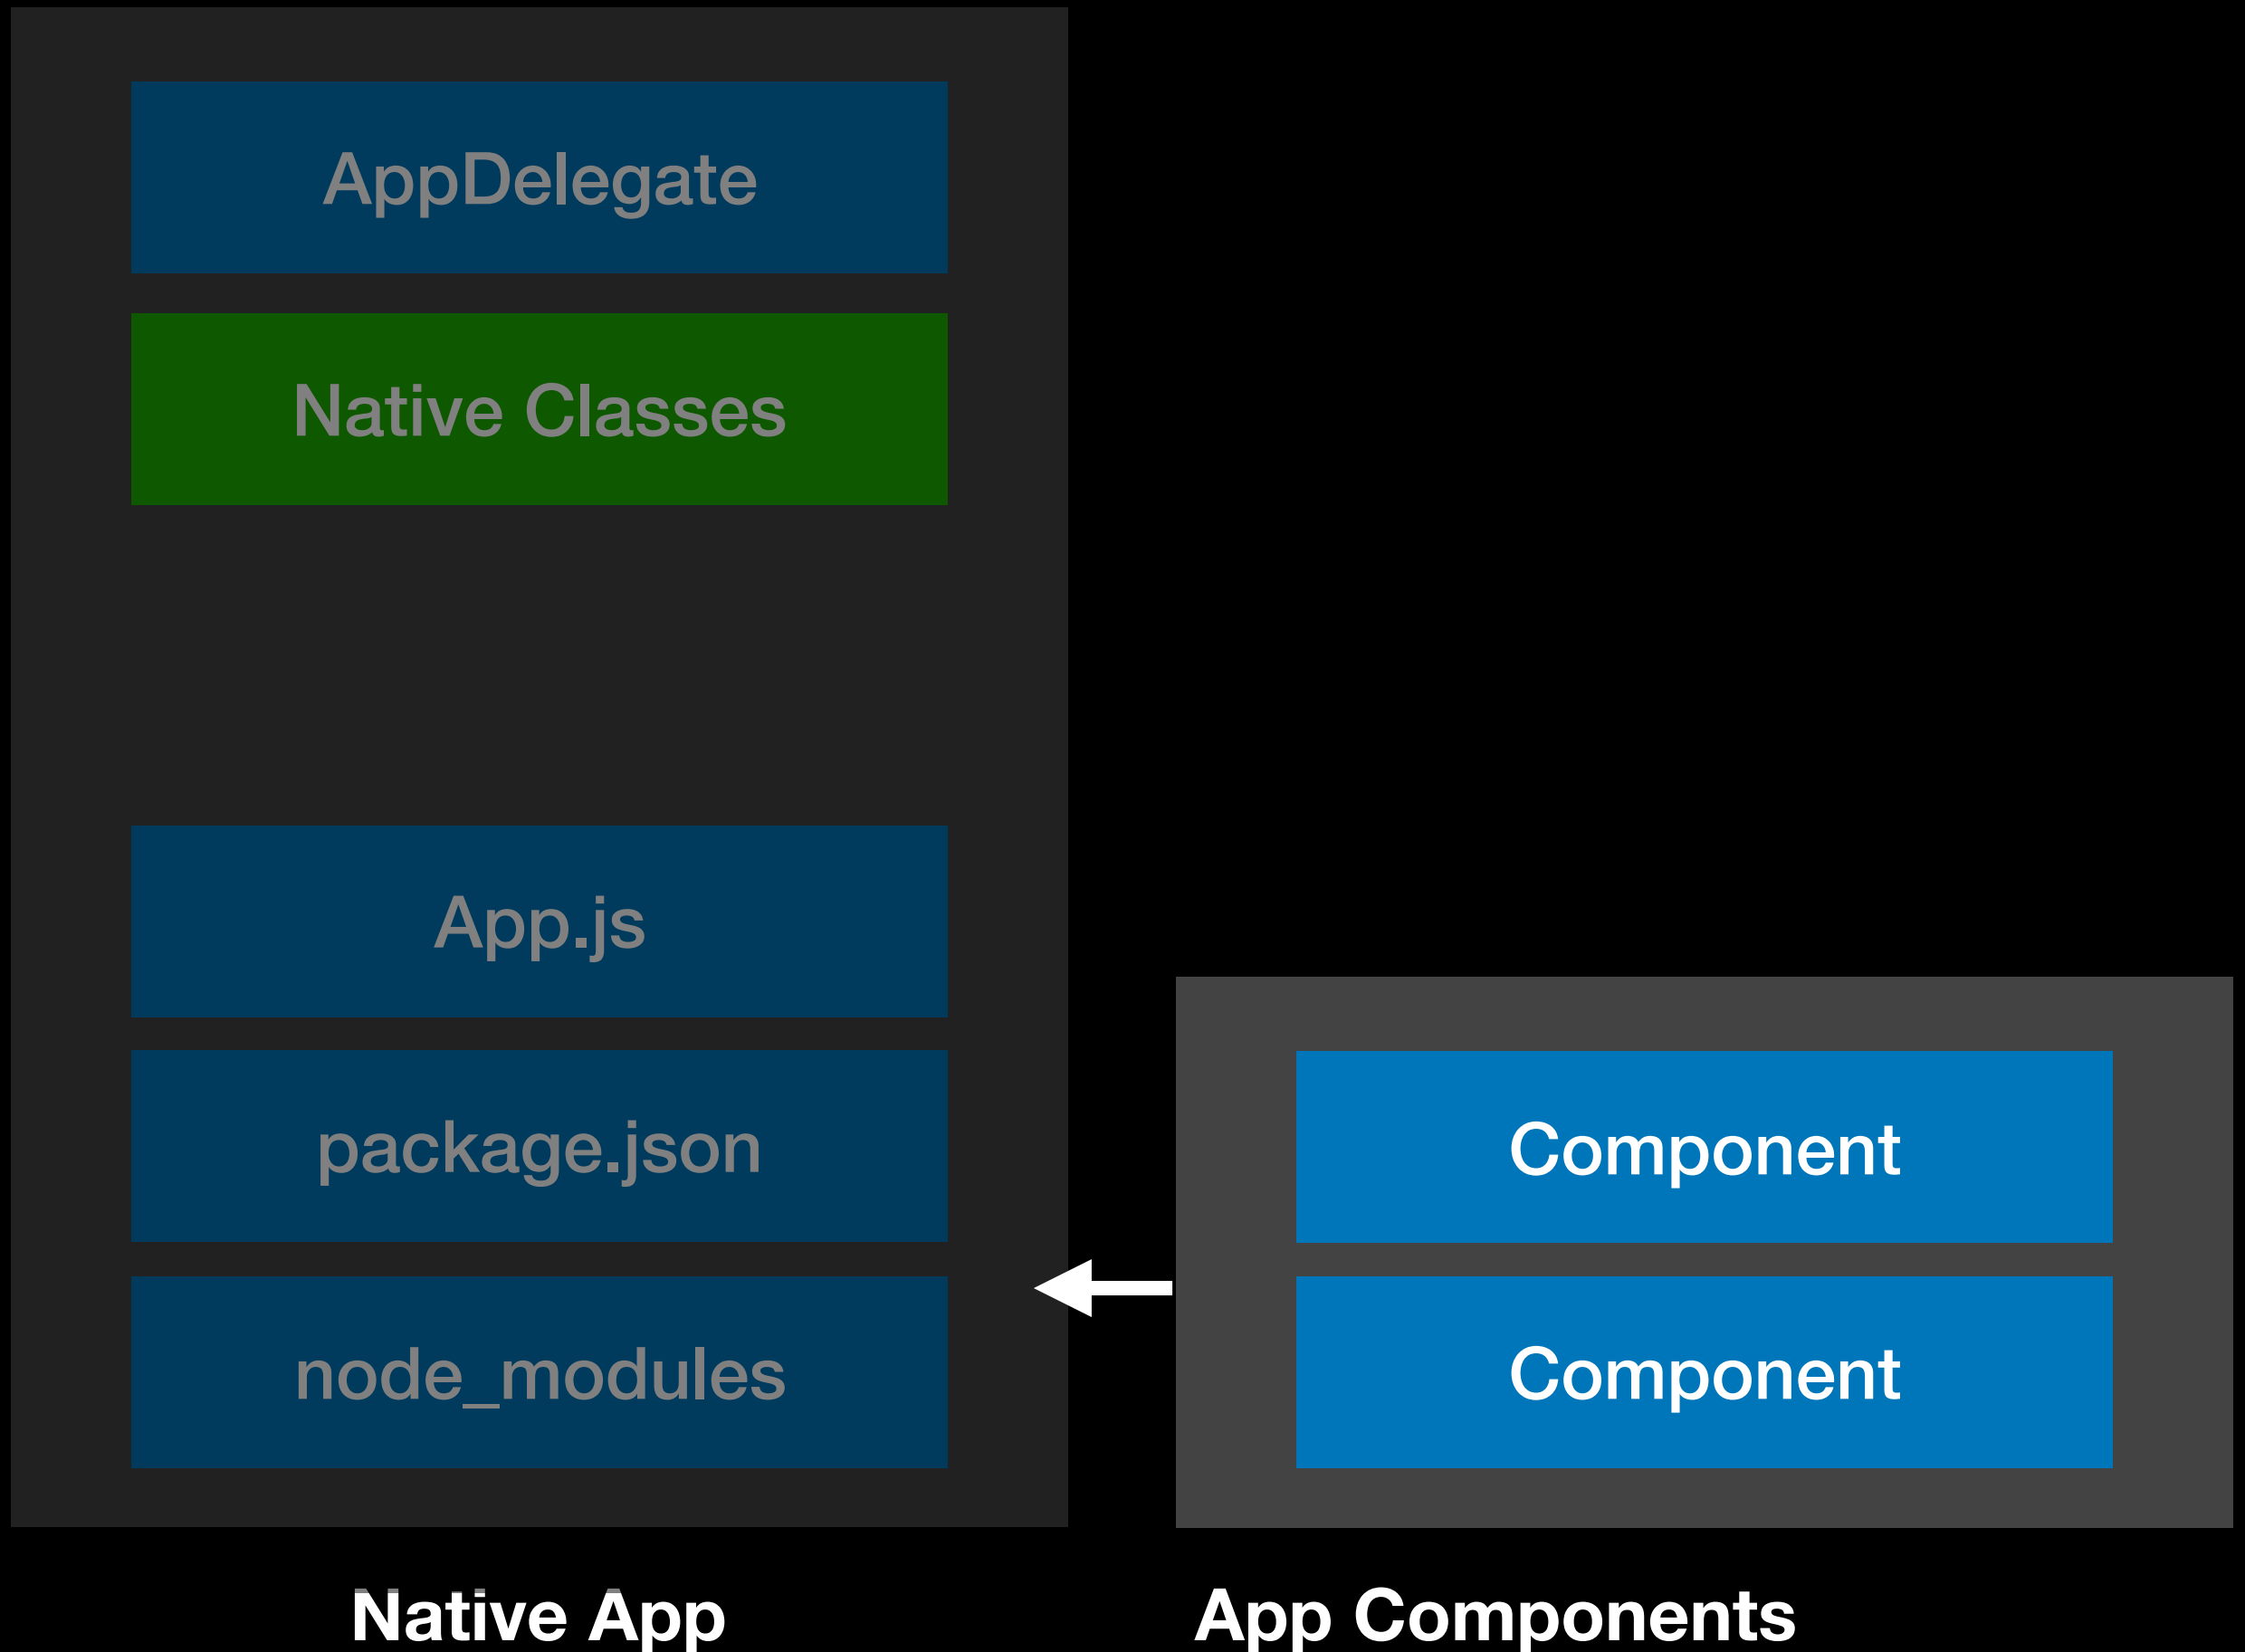 AppDelegate
Native Classes
App.js
package.json
node_modules
Component
Component
Native App
App Components